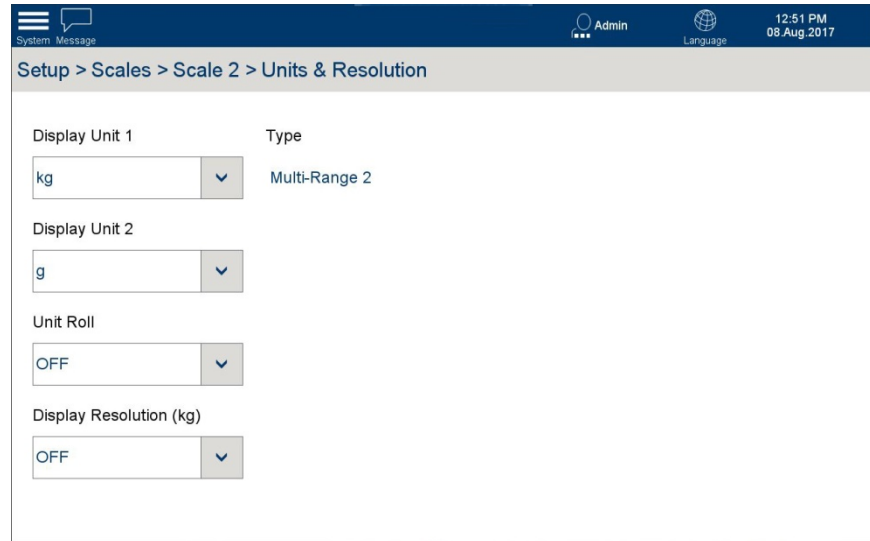 System Message
Admin
Language
12:51 PM
08.Aug.2017
Setup > Scales > Scale 2 > Units & Resolution
Display Unit 1
Type
kg
Multi-Range 2
Display Unit 2
g
Unit Roll
OFF
Display Resolution (kg)
OFF